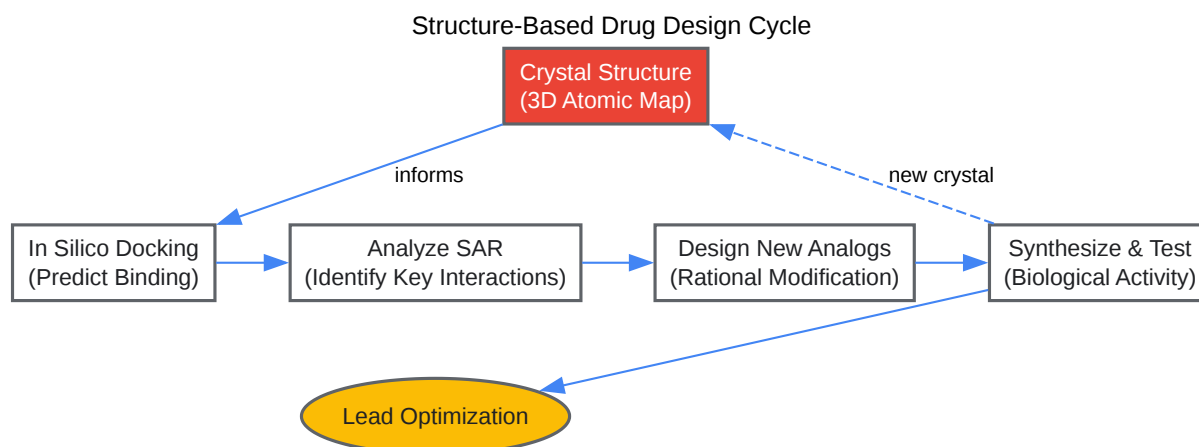 Structure-Based Drug Design Cycle
Crystal Structure
(3D Atomic Map)
informs
new crystal
In Silico Docking
(Predict Binding)
Analyze SAR
(Identify Key Interactions)
Design New Analogs
(Rational Modification)
Synthesize & Test
(Biological Activity)
Lead Optimization